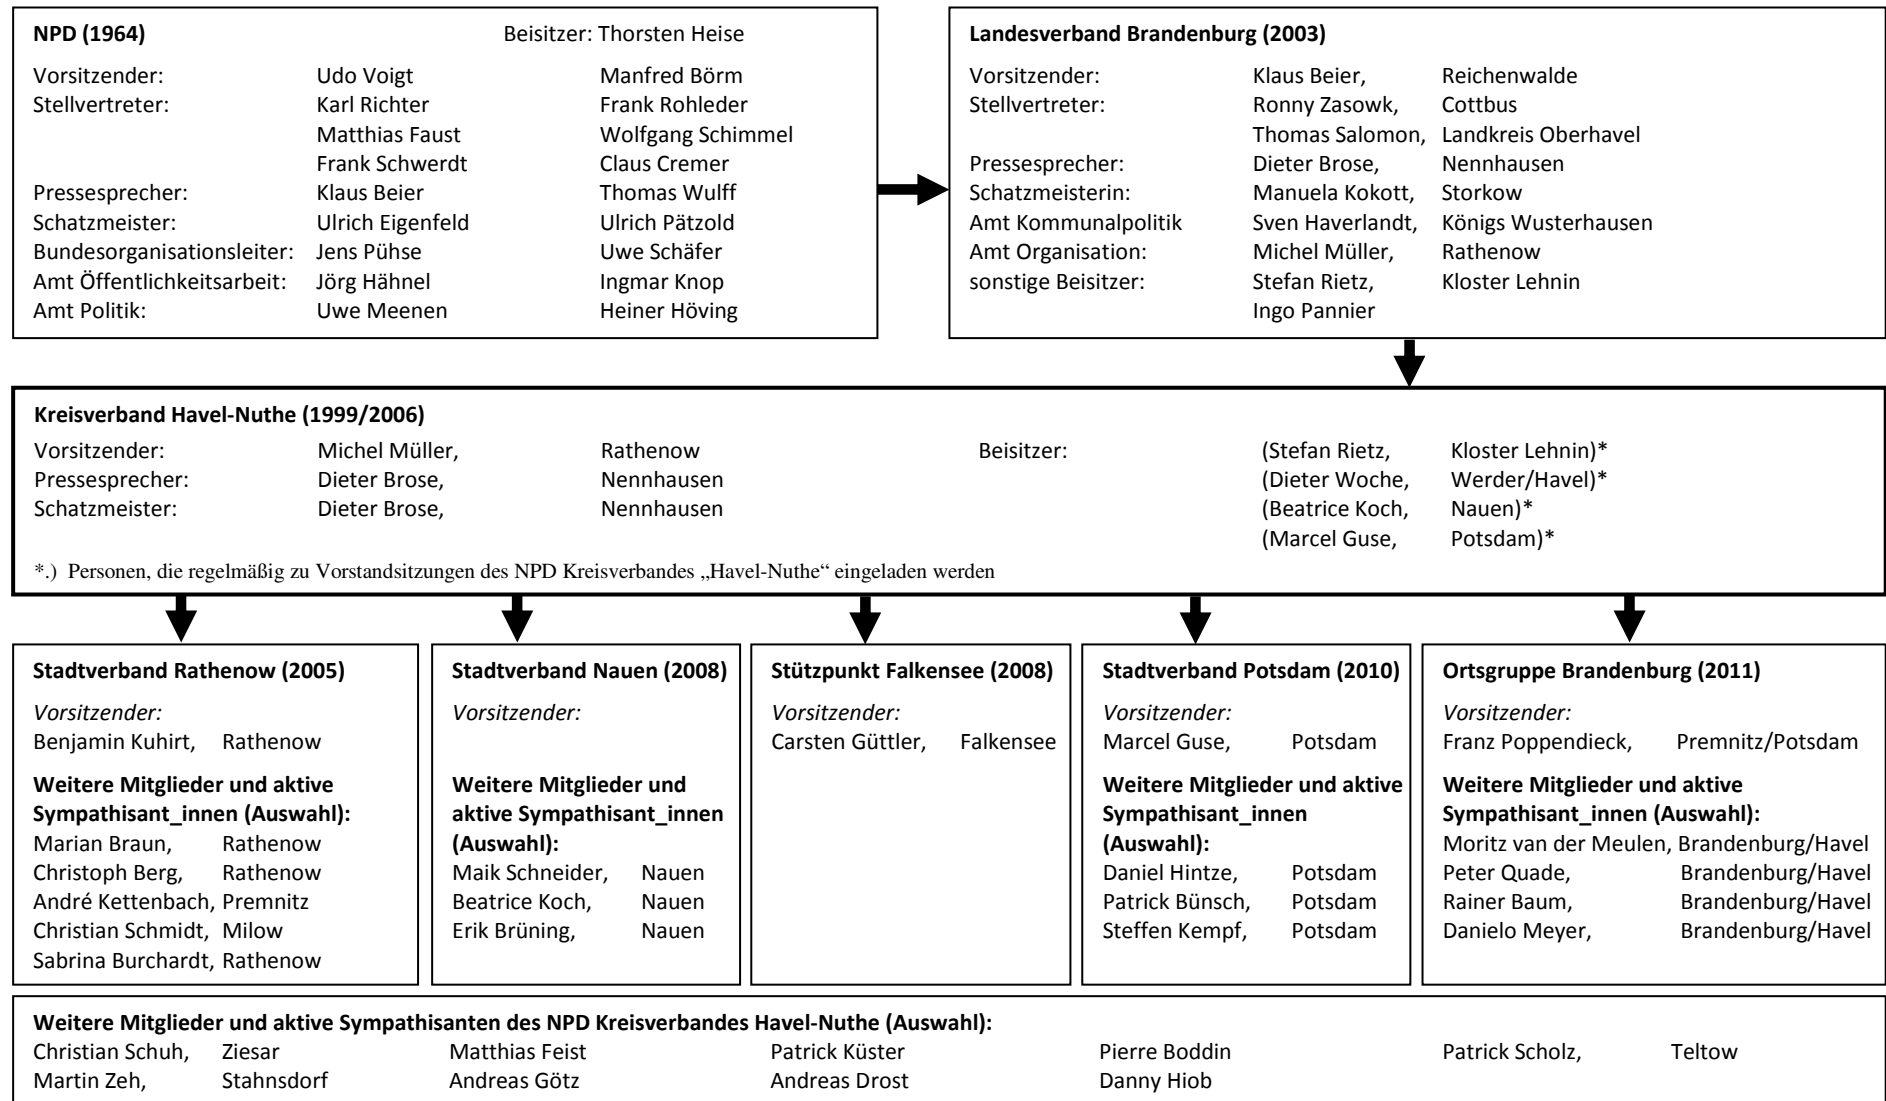 NPD (1964) Beisitzer: Thorsten Heise
Vorsitzender: Udo Voigt Manfred Börm
Stellvertreter: Karl Richter Frank Rohleder
Matthias Faust Wolfgang Schimmel
Frank Schwerdt Claus Cremer
Pressesprecher: Klaus Beier Thomas Wulff
Schatzmeister: Ulrich Eigenfeld Ulrich Pätzold
Bundesorganisationsleiter: Jens Pühse Uwe Schäfer
Amt Öffentlichkeitsarbeit: Jörg Hähnel Ingmar Knop
Amt Politik: Uwe Meenen Heiner Höving
Landesverband Brandenburg (2003)
Vorsitzender: Klaus Beier, Reichenwalde
Stellvertreter: Ronny Zasowk, Cottbus
Thomas Salomon, Landkreis Oberhavel
Pressesprecher: Dieter Brose, Nennhausen
Schatzmeisterin: Manuela Kokott, Storkow
Amt Kommunalpolitik Sven Haverlandt, Königs Wusterhausen
Amt Organisation: Michel Müller, Rathenow
sonstige Beisitzer: Stefan Rietz, Kloster Lehnin
Ingo Pannier
Kreisverband Havel-Nuthe (1999/2006)
Vorsitzender: Michel Müller, Rathenow Beisitzer: (Stefan Rietz, Kloster Lehnin)*
Pressesprecher: Dieter Brose, Nennhausen (Dieter Woche, Werder/Havel)*
Schatzmeister: Dieter Brose, Nennhausen (Beatrice Koch, Nauen)*
(Marcel Guse, Potsdam)*
*.) Personen, die regelmäßig zu Vorstandsitzungen des NPD Kreisverbandes „Havel-Nuthe“ eingeladen werden
Stadtverband Rathenow (2005)
Vorsitzender:
Benjamin Kuhirt, Rathenow
Weitere Mitglieder und aktive
Sympathisant_innen (Auswahl):
Marian Braun, Rathenow
Christoph Berg, Rathenow
André Kettenbach, Premnitz
Christian Schmidt, Milow
Sabrina Burchardt, Rathenow
Stadtverband Nauen (2008)
Vorsitzender:
Weitere Mitglieder und
aktive Sympathisant_innen
(Auswahl):
Maik Schneider, Nauen
Beatrice Koch, Nauen
Erik Brüning, Nauen
Stützpunkt Falkensee (2008)
Vorsitzender:
Carsten Güttler, Falkensee
Stadtverband Potsdam (2010)
Vorsitzender:
Marcel Guse, Potsdam
Weitere Mitglieder und aktive
Sympathisant_innen
(Auswahl):
Daniel Hintze, Potsdam
Patrick Bünsch, Potsdam
Steffen Kempf, Potsdam
Ortsgruppe Brandenburg (2011)
Vorsitzender:
Franz Poppendieck, Premnitz/Potsdam
Weitere Mitglieder und aktive
Sympathisant_innen (Auswahl):
Moritz van der Meulen, Brandenburg/Havel
Peter Quade, Brandenburg/Havel
Rainer Baum, Brandenburg/Havel
Danielo Meyer, Brandenburg/Havel
Weitere Mitglieder und aktive Sympathisanten des NPD Kreisverbandes Havel-Nuthe (Auswahl):
Christian Schuh, Ziesar Matthias Feist Patrick Küster Pierre Boddin Patrick Scholz, Teltow
Martin Zeh, Stahnsdorf Andreas Götz Andreas Drost Danny Hiob